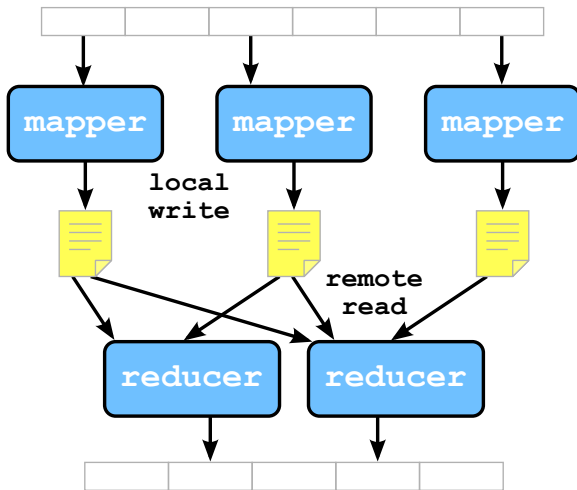 mapper
mapper
mapper
local
write
remote
read
reducer
reducer